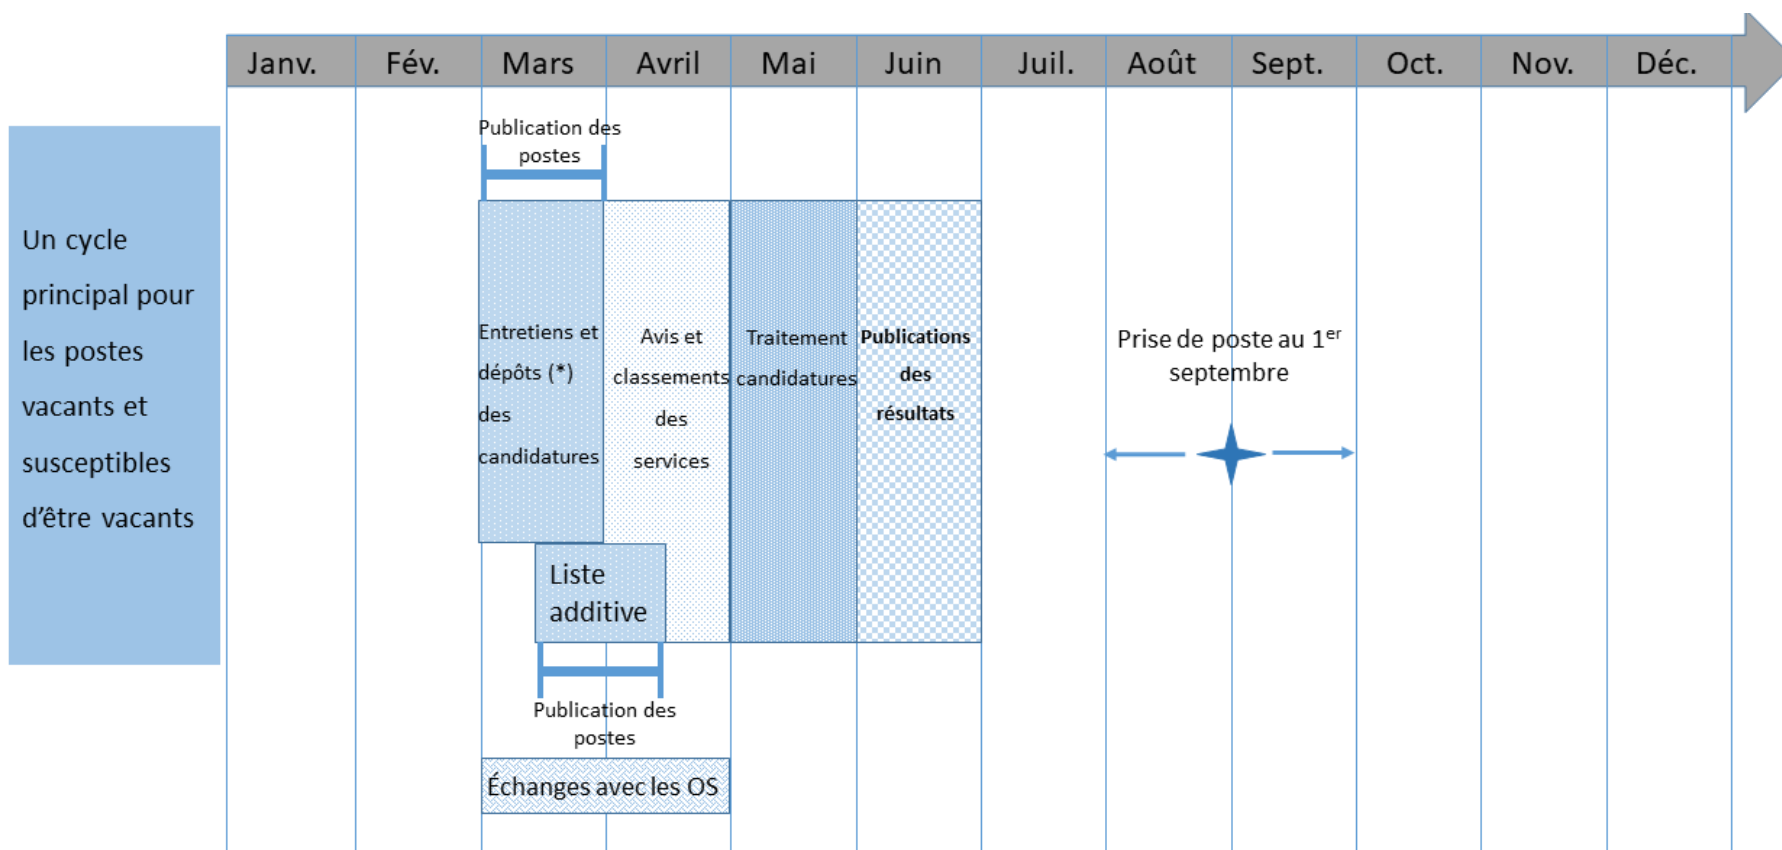 Janv. Fév. Mars Avril Mai Juin Juil. Août Sept. Oct. Nov. Déc.
Un cycle
principal pour
les postes
vacants et
susceptibles
d'être vacants
Publication des
postes
Entretiens et
dépôts (*)
des
candidatures
Avis et
classements
des
services
Traitement
candidatures
Publications
des
résultats
Prise de poste au 1er
septembre
Liste
additive
Publication des
postes
Échanges avec les OS